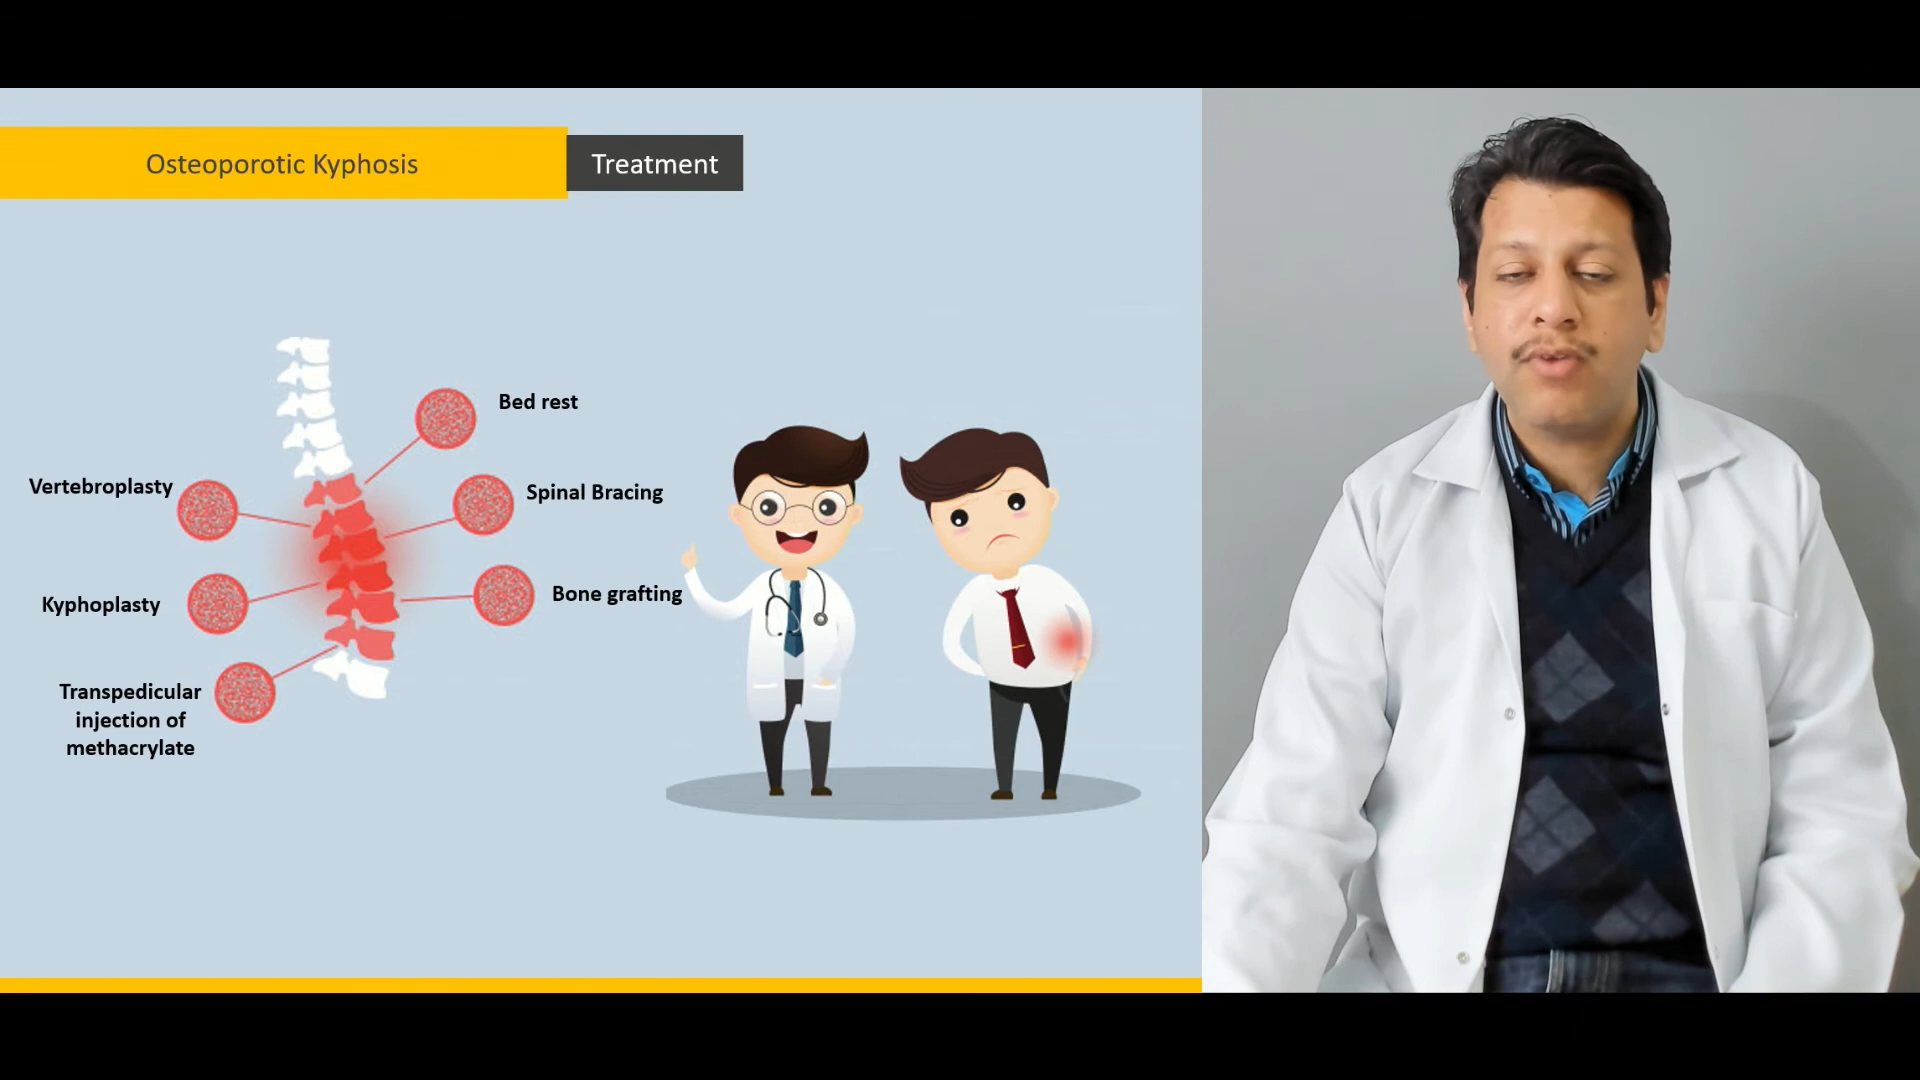 Osteoporotic Kyphosis
Treatment
Bed rest
Vertebroplasty
Spinal Bracing
Kyphoplasty
Bone grafting
Transpedicular
injection of
methacrylate